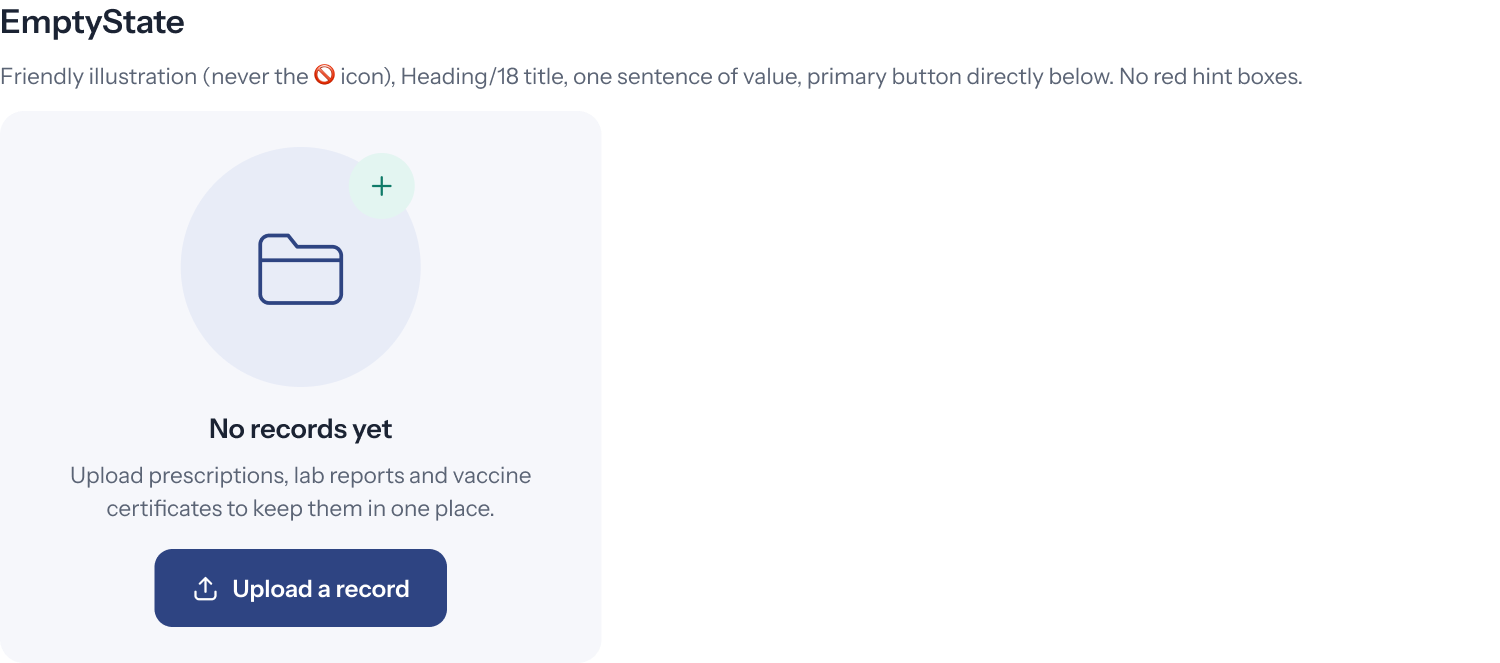 EmptyState
Friendly illustration (never the 🚫 icon), Heading/18 title, one sentence of value, primary button directly below. No red hint boxes.
No records yet
Upload prescriptions, lab reports and vaccine
certificates to keep them in one place.
Upload a record